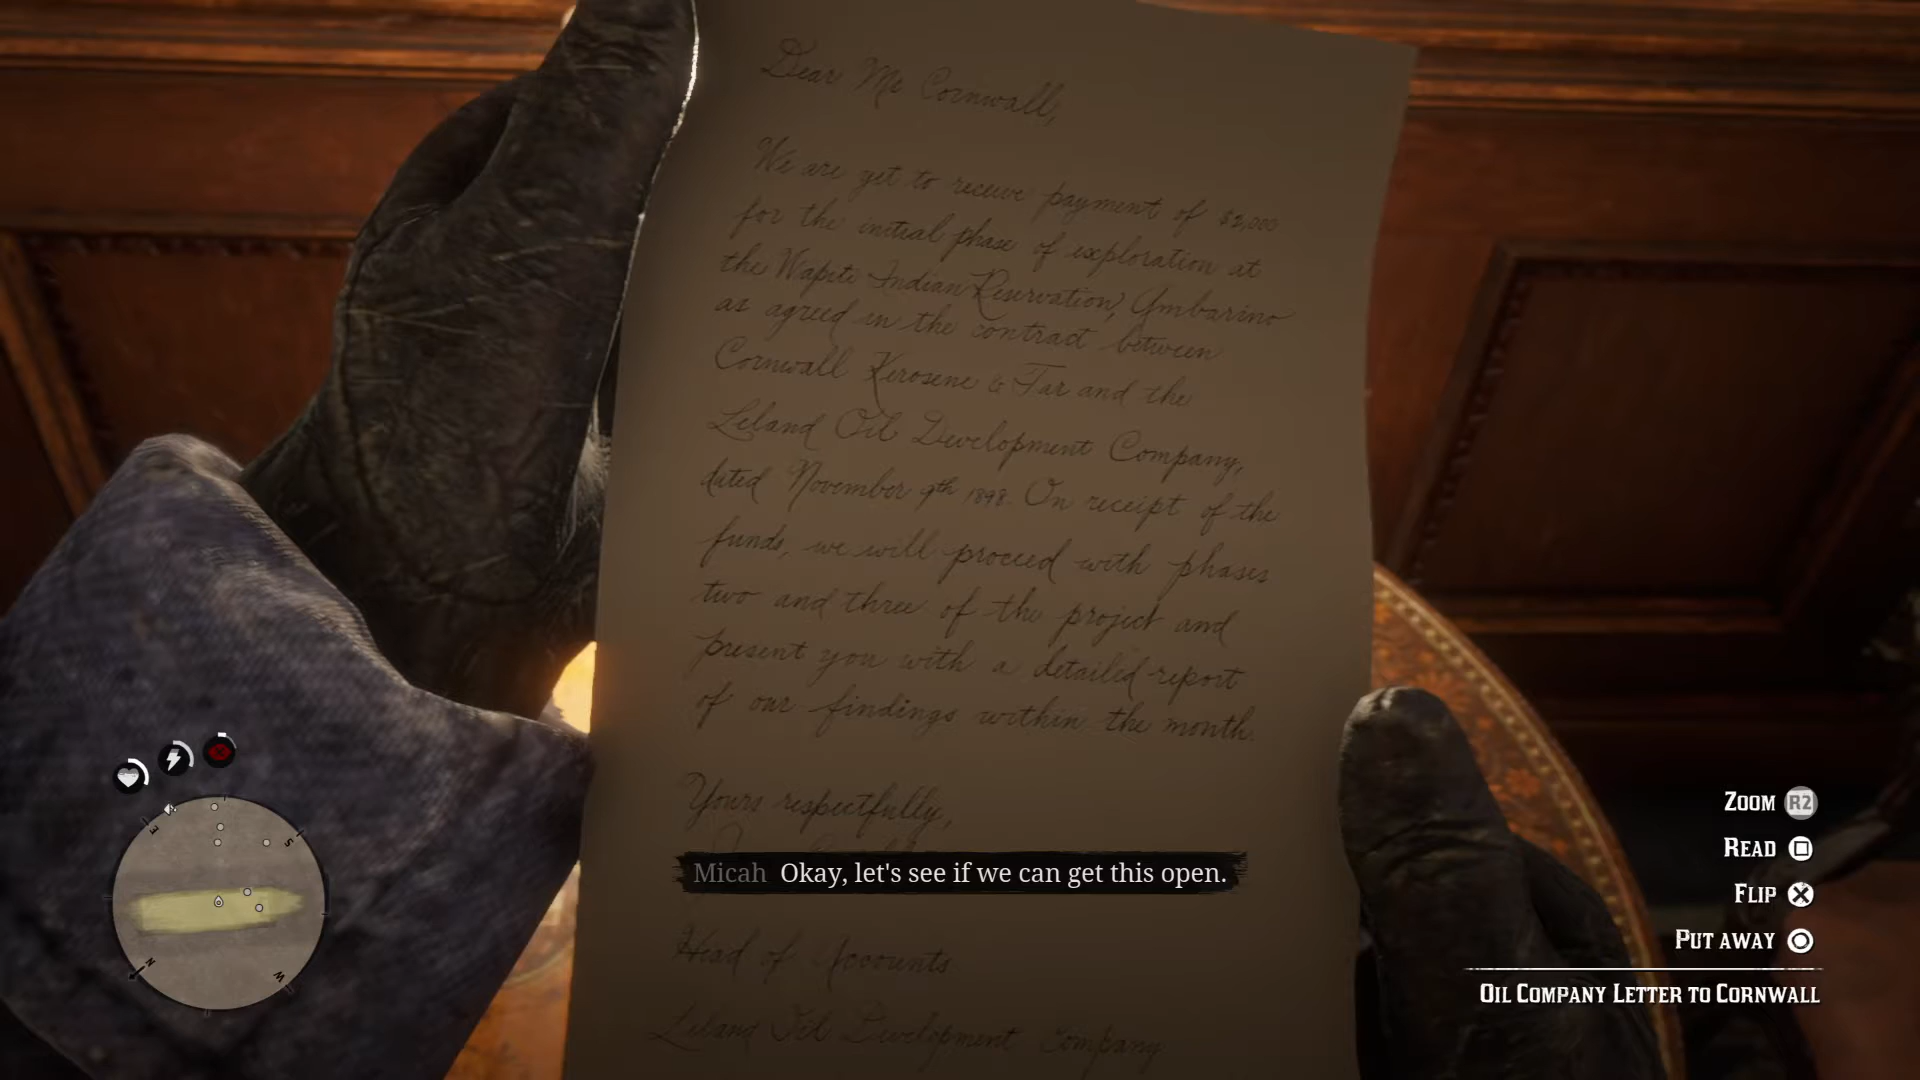 Dear Mr Cornwall,
We are yet to receive payment of $2,000
for the initial phase of exploration at
the Wapiti Indian Reservation, Ambarino
as agreed in the contract between
Cornwall Kerosene & Tar and the
Leland Oil Development Company,
dated November 9th 1898. On receipt of the
funds, we will proceed with phases
two and three of the project and
present you with a detailed report
of our findings within the month.
Yours respectfully,
Micah Okay, let's see if we can get this open.
Head of Accounts
Leland Oil Development Company
E
S
N
W
ZOOM R2
READ
FLIP
PUT AWAY
OIL COMPANY LETTER TO CORNWALL